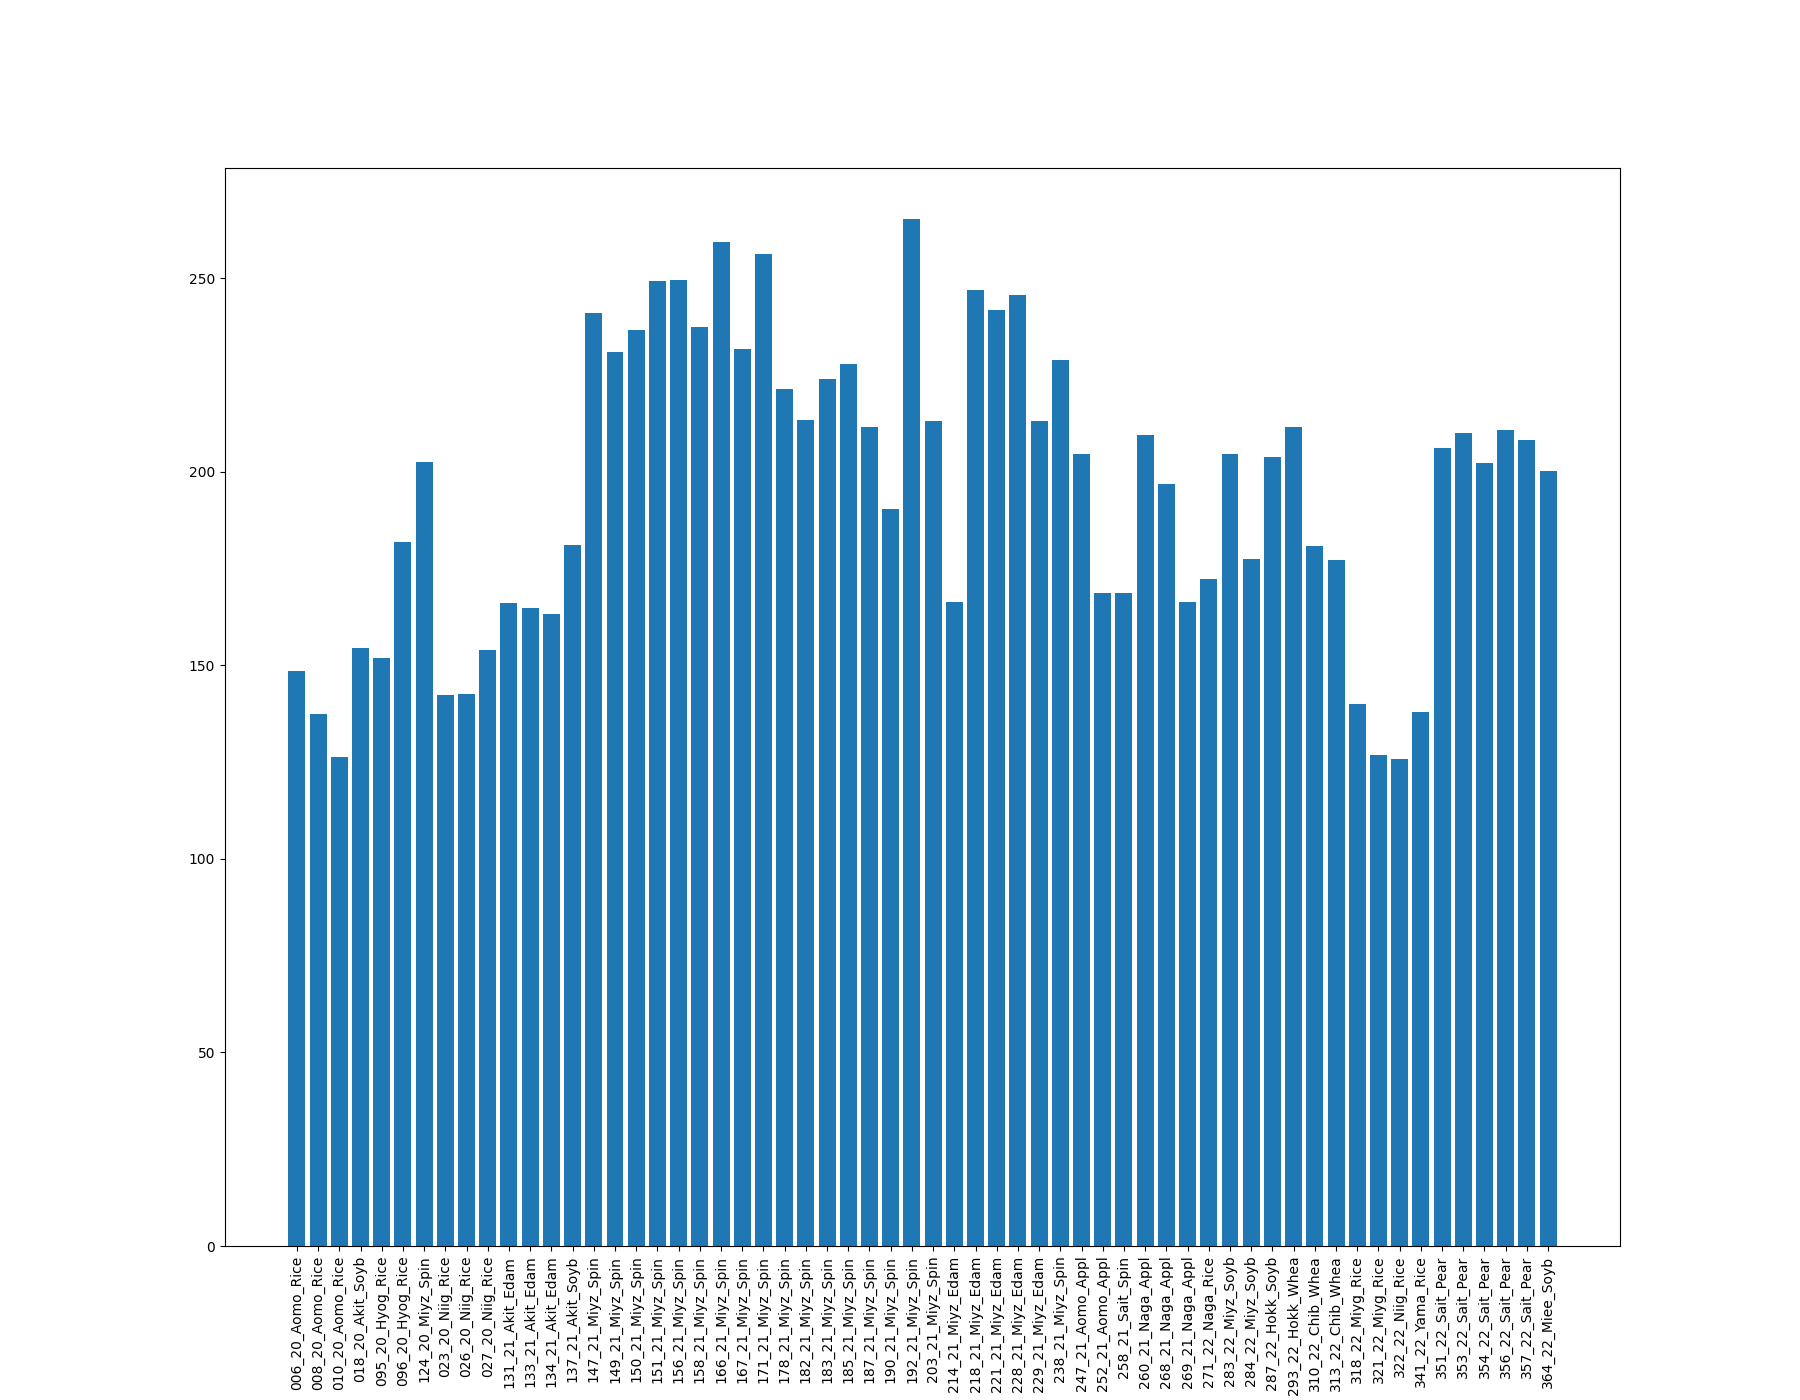 250
200
150
100
50
0
006_20_Aomo_Rice
008_20_Aomo_Rice
010_20_Aomo_Rice
018_20_Akit_Soyb
095_20_Hyog_Rice
096_20_Hyog_Rice
124_20_Miyz_Spin
023_20_Niig_Rice
026_20_Niig_Rice
027_20_Niig_Rice
131_21_Akit_Edam
133_21_Akit_Edam
134_21_Akit_Edam
137_21_Akit_Soyb
147_21_Miyz_Spin
149_21_Miyz_Spin
150_21_Miyz_Spin
151_21_Miyz_Spin
156_21_Miyz_Spin
158_21_Miyz_Spin
166_21_Miyz_Spin
167_21_Miyz_Spin
171_21_Miyz_Spin
178_21_Miyz_Spin
182_21_Miyz_Spin
183_21_Miyz_Spin
185_21_Miyz_Spin
187_21_Miyz_Spin
190_21_Miyz_Spin
192_21_Miyz_Spin
203_21_Miyz_Spin
214_21_Miyz_Edam
218_21_Miyz_Edam
221_21_Miyz_Edam
228_21_Miyz_Edam
229_21_Miyz_Edam
238_21_Miyz_Spin
247_21_Aomo_Appl
252_21_Aomo_Appl
258_21_Sait_Spin
260_21_Naga_Appl
268_21_Naga_Appl
269_21_Naga_Appl
271_22_Naga_Rice
283_22_Miyz_Soyb
284_22_Miyz_Soyb
287_22_Hokk_Soyb
293_22_Hokk_Whea
310_22_Chib_Whea
313_22_Chib_Whea
318_22_Miyg_Rice
321_22_Miyg_Rice
322_22_Niig_Rice
341_22_Yama_Rice
351_22_Sait_Pear
353_22_Sait_Pear
354_22_Sait_Pear
356_22_Sait_Pear
357_22_Sait_Pear
364_22_Miee_Soyb